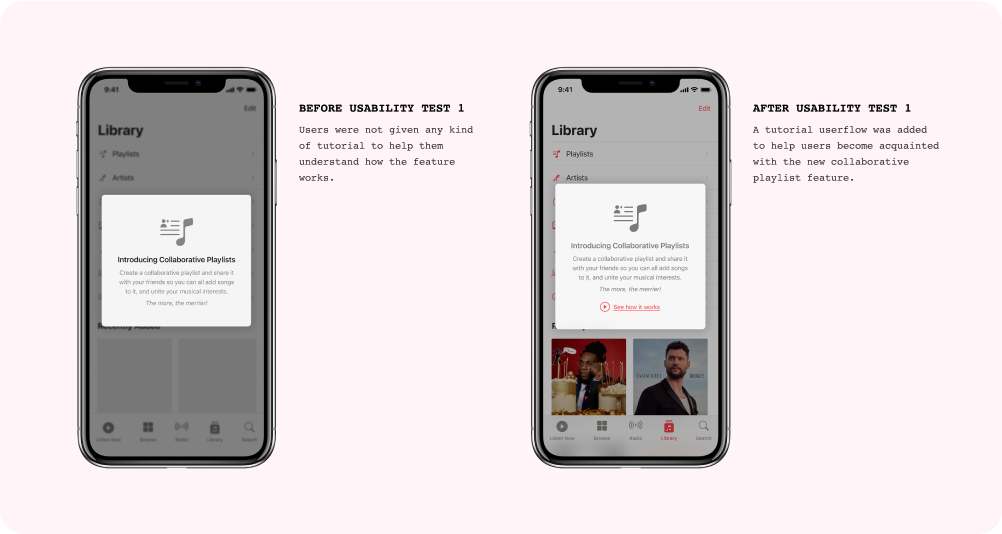 9:41
Edit
Library
Playlists
Artists
Introducing Collaborative Playlists
Create a collaborative playlist and share it
with your friends so you can all add songs
to it, and unite your musical interests.
The more, the merrier!
Recently Added
Listen Now
Browse
Radio
Library
Search
BEFORE USABILITY TEST 1
Users were not given any kind
of tutorial to help them
understand how the feature
works.
9:41
Edit
Library
Playlists
Artists
Introducing Collaborative Playlists
Create a collaborative playlist and share it
with your friends so you can all add songs
to it, and unite your musical interests.
The more, the merrier!
See how it works
Listen Now
Browse
Radio
Library
Search
AFTER USABILITY TEST 1
A tutorial userflow was added
to help users become acquainted
with the new collaborative
playlist feature.